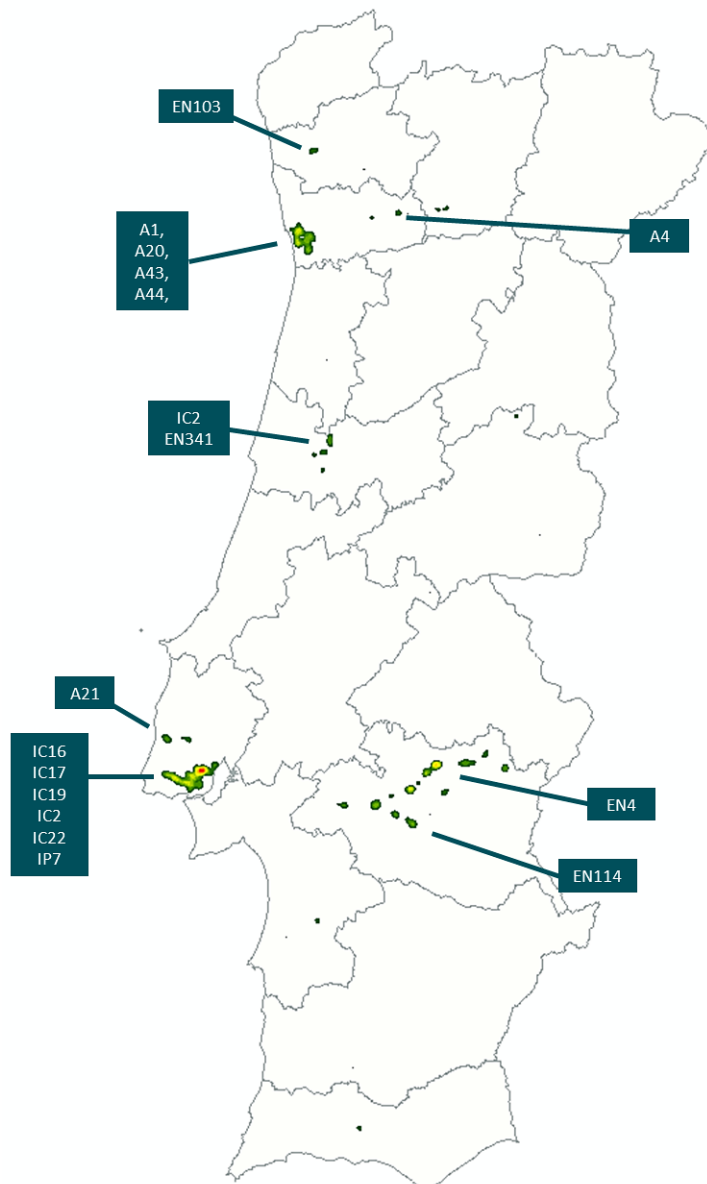 EN103
A1,
A20,
A43,
A44,
A4
IC2
EN341
A21
IC16
IC17
IC19
IC2
IC22
IP7
EN4
EN114